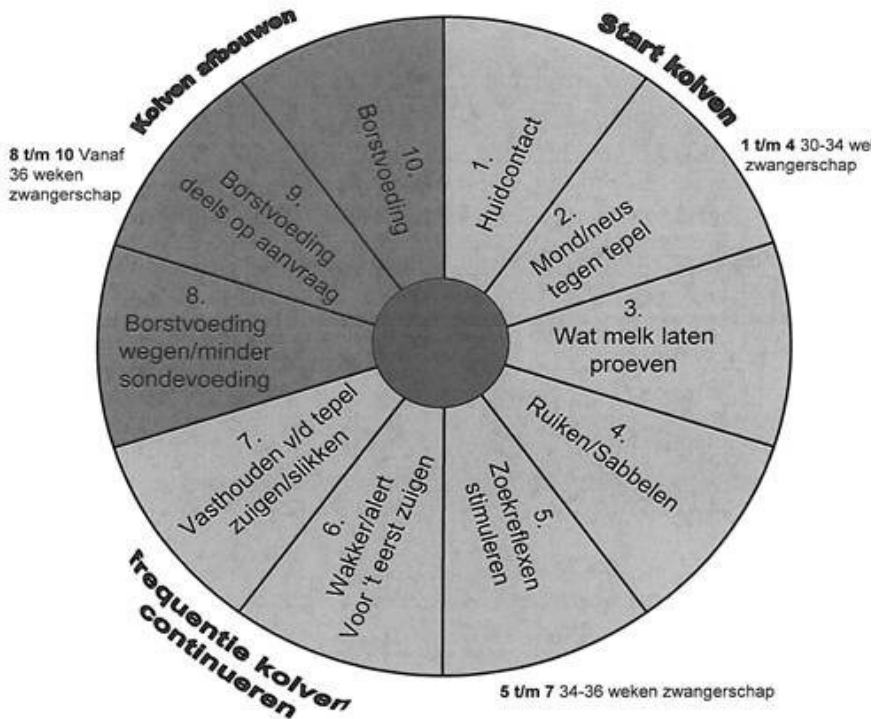 Start kolven
1 t/m 4 30-34 we
zwangerschap
1.
Huidcontact
2.
Mond/neus
tegen tepel
3.
Wat melk laten
proeven
4.
Ruiken/Sabbelen
5.
Zoekreflexen
stimuleren
5 t/m 7 34-36 weken zwangerschap
6.
Wakker/alert
Voor 't eerst zuigen
7.
Vasthouden v/d tepel
zuigen/slikken
frequentie kolven
continueren
8.
Borstvoeding
wegen/minder
sondevoeding
9.
Borstvoeding
deels op aanvraag
10.
Borstvoeding
8 t/m 10 Vanaf
36 weken
zwangerschap
Kolven afbouwen